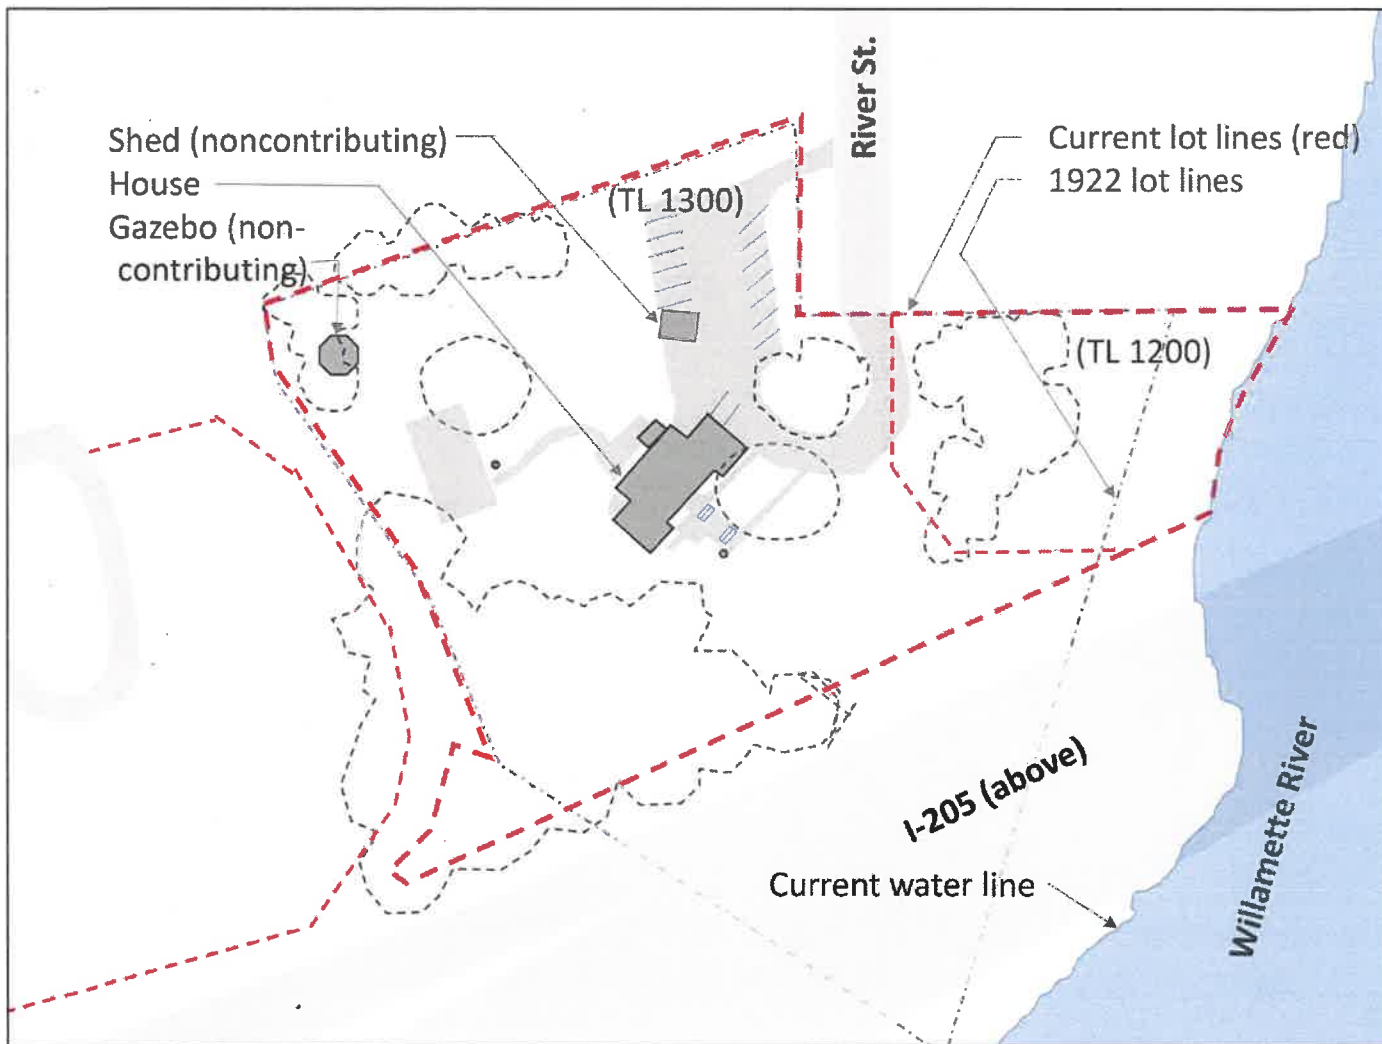 River St.
Shed (noncontributing)
House
Gazebo (non-
contributing)
(TL 1300)
Current lot lines (red)
1922 lot lines
(TL 1200)
I-205 (above)
Current water line
Willamette River